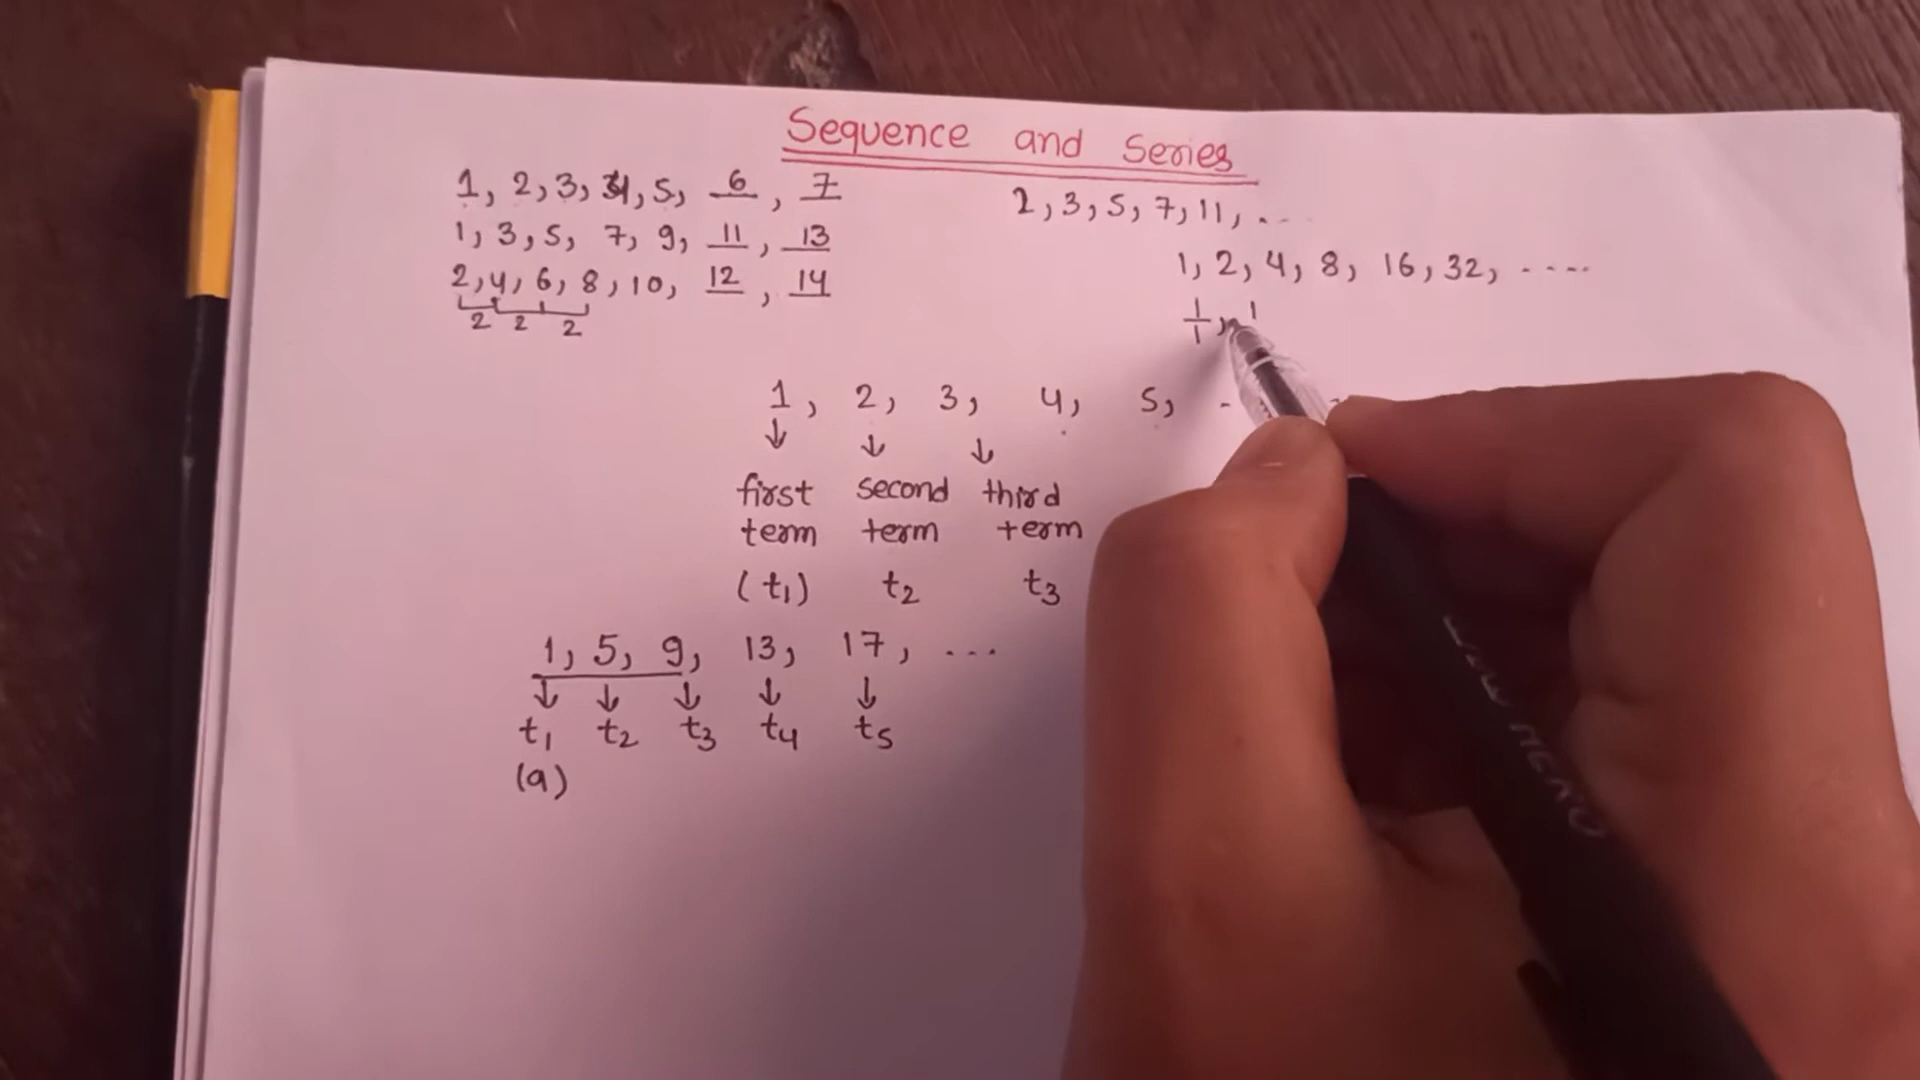 Sequence and Series
1, 2, 3, 4, 5, 6, 7
1, 3, 5, 7, 9, 11, 13
2, 4, 6, 8, 10, 12, 14
2 2 2
2, 3, 5, 7, 11, ...
1, 2, 4, 8, 16, 32, ....
1/1, 1
1, 2, 3, 4, 5, -
first second third
term term term
(t₁) t₂ t₃
1, 5, 9, 13, 17, ...
t₁ t₂ t₃ t₄ t₅
(a)